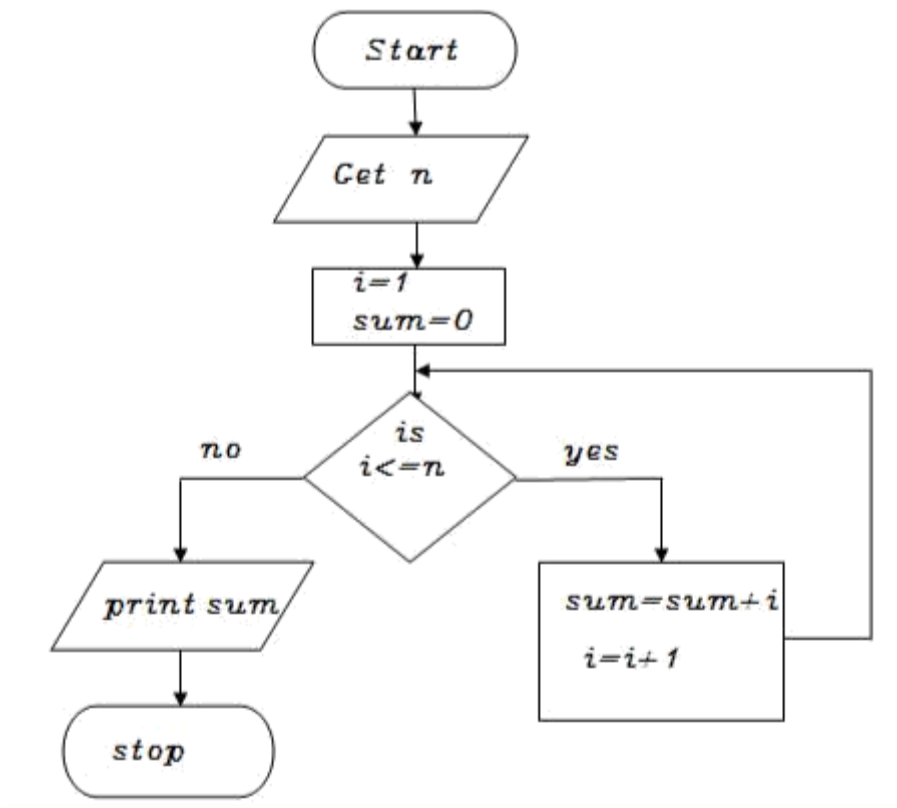 Start
Get n
i=1
sum=0
is
i<=n
no
yes
print sum
sum=sum+i
i=i+1
stop